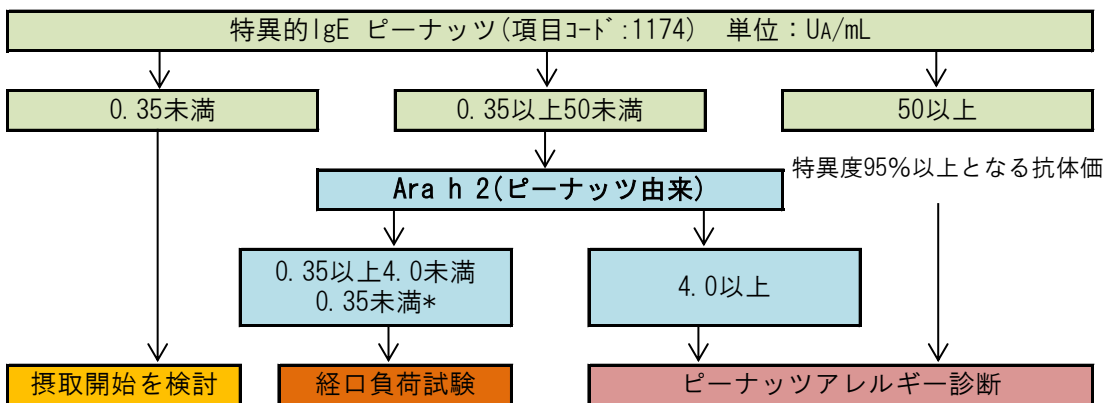 特異的IgE ピーナッツ(項目ｺｰﾄﾞ:1174)　単位：UA/mL
0.35未満
0.35以上50未満
50以上
特異度95%以上となる抗体価
Ara h 2(ピーナッツ由来)
0.35以上4.0未満
0.35未満*
4.0以上
摂取開始を検討
経口負荷試験
ピーナッツアレルギー診断